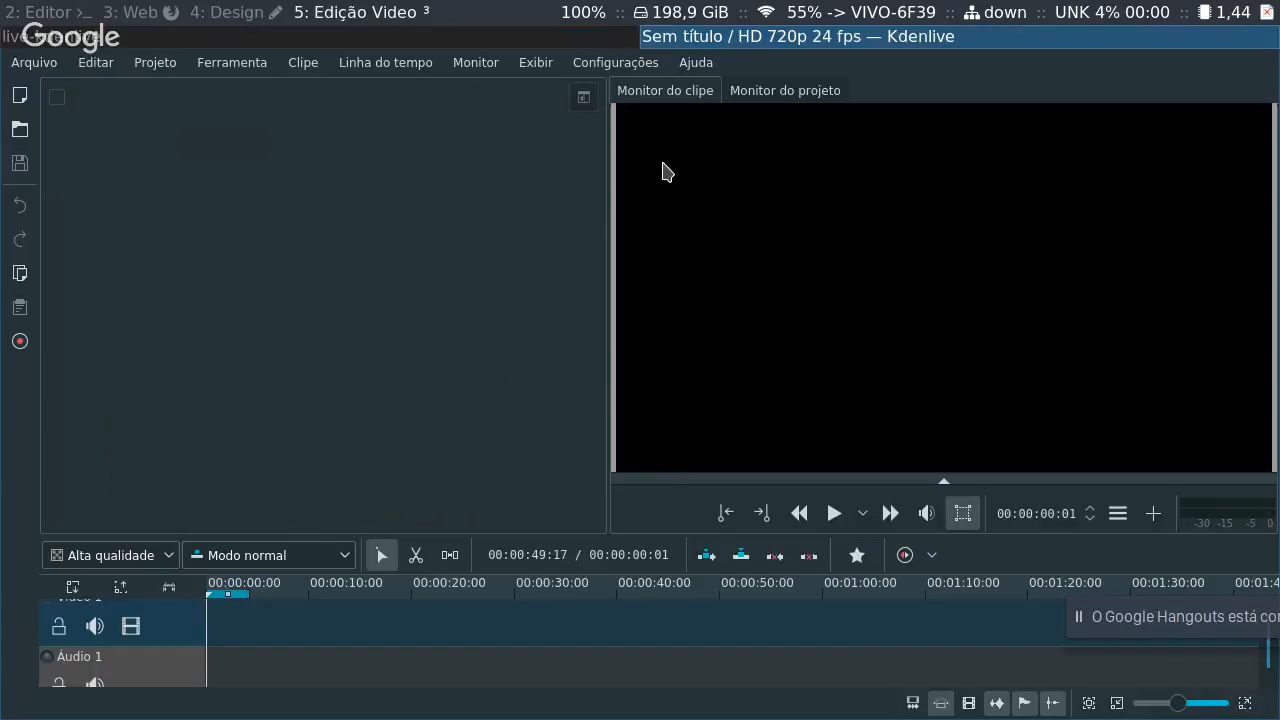 2: Editor >_ 3: Web 4: Design 5: Edição Video ³ 100% :: 198,9 GiB :: 55% -> VIVO-6F39 :: down :: UNK 4% 00:00 :: 1,44
Google
Sem título / HD 720p 24 fps — Kdenlive
Arquivo Editar Projeto Ferramenta Clipe Linha do tempo Monitor Exibir Configurações Ajuda
Monitor do clipe Monitor do projeto
00:00:00:01
-30 -15 -5 0
Alta qualidade Modo normal 00:00:49:17 / 00:00:00:01
00:00:00:00 00:00:10:00 00:00:20:00 00:00:30:00 00:00:40:00 00:00:50:00 00:01:00:00 00:01:10:00 00:01:20:00 00:01:30:00 00:01:4
Vídeo 1
O Google Hangouts está co
Áudio 1